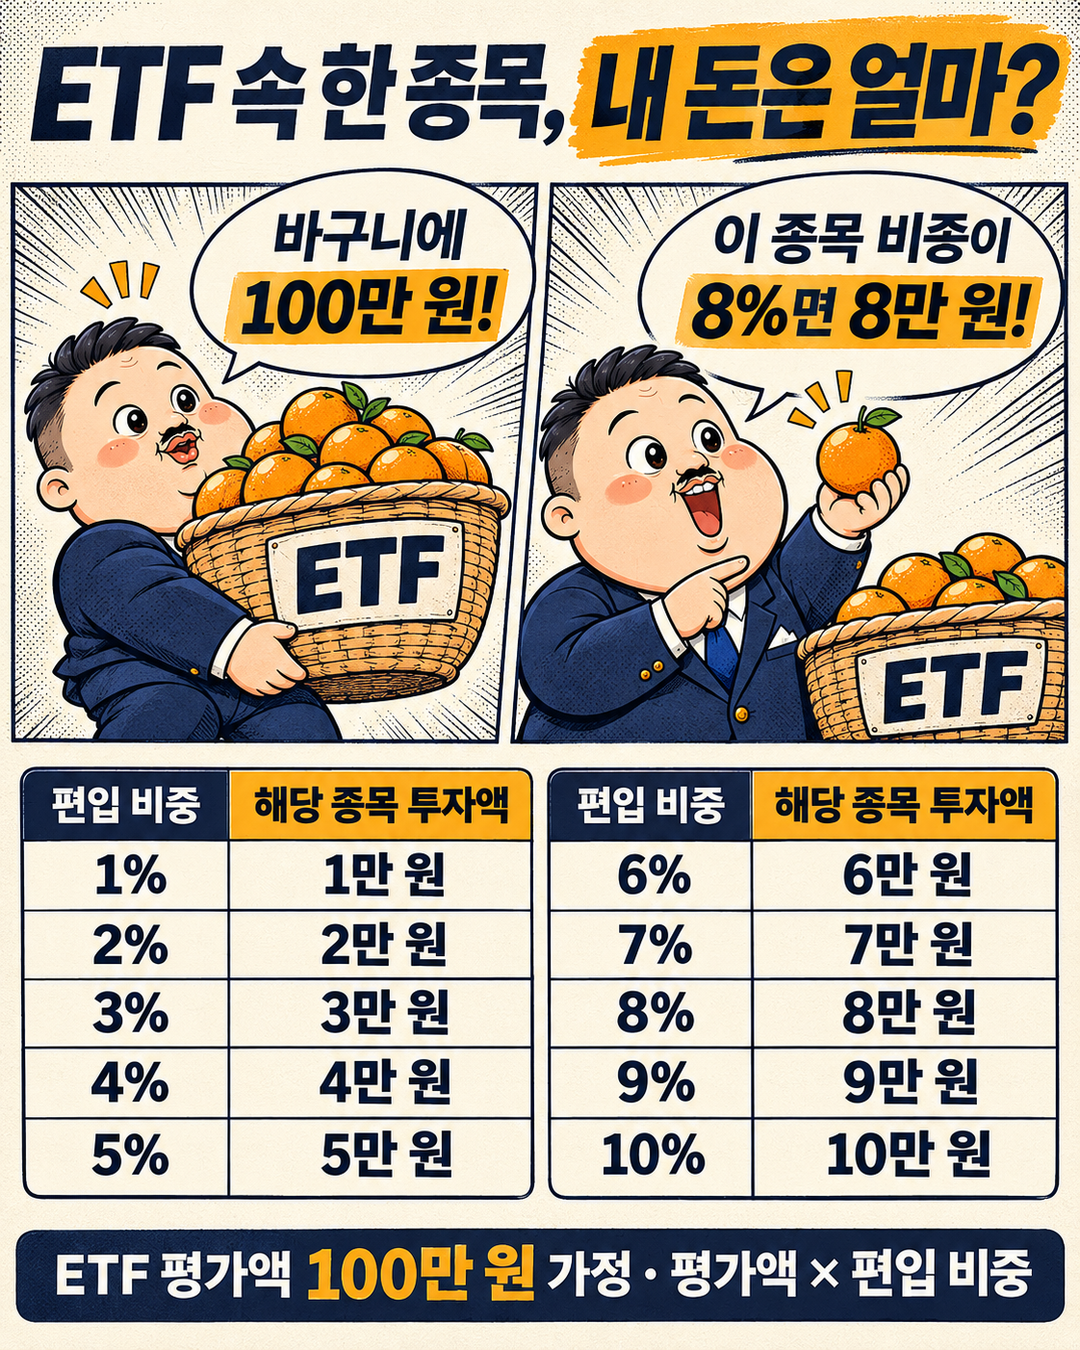 ETF 속 한 종목, 내 돈은 얼마?
바구니에
100만 원!
이 종목 비중이
8%면 8만 원!
ETF
ETF
편입 비중 해당 종목 투자액
1% 1만 원
2% 2만 원
3% 3만 원
4% 4만 원
5% 5만 원
편입 비중 해당 종목 투자액
6% 6만 원
7% 7만 원
8% 8만 원
9% 9만 원
10% 10만 원
ETF 평가액 100만 원 가정 · 평가액 × 편입 비중